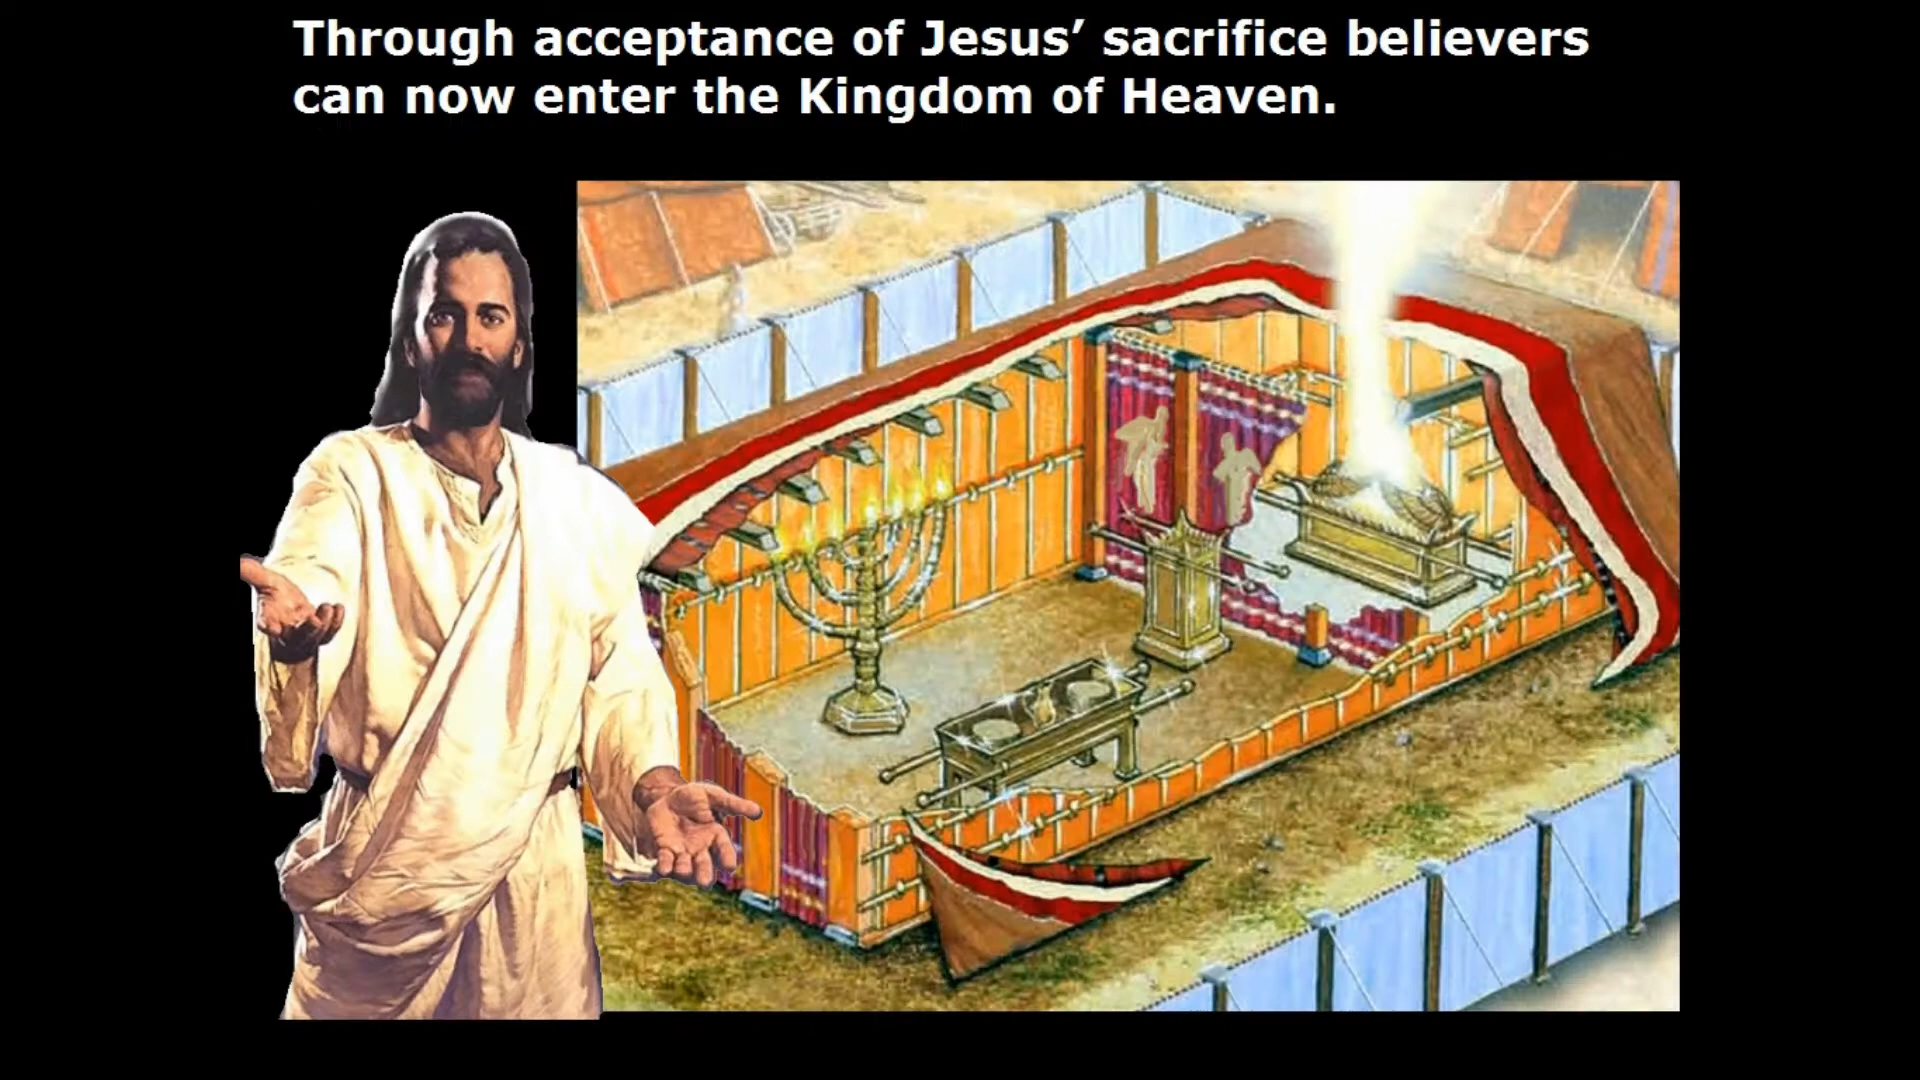 Through acceptance of Jesus’ sacrifice believers
can now enter the Kingdom of Heaven.